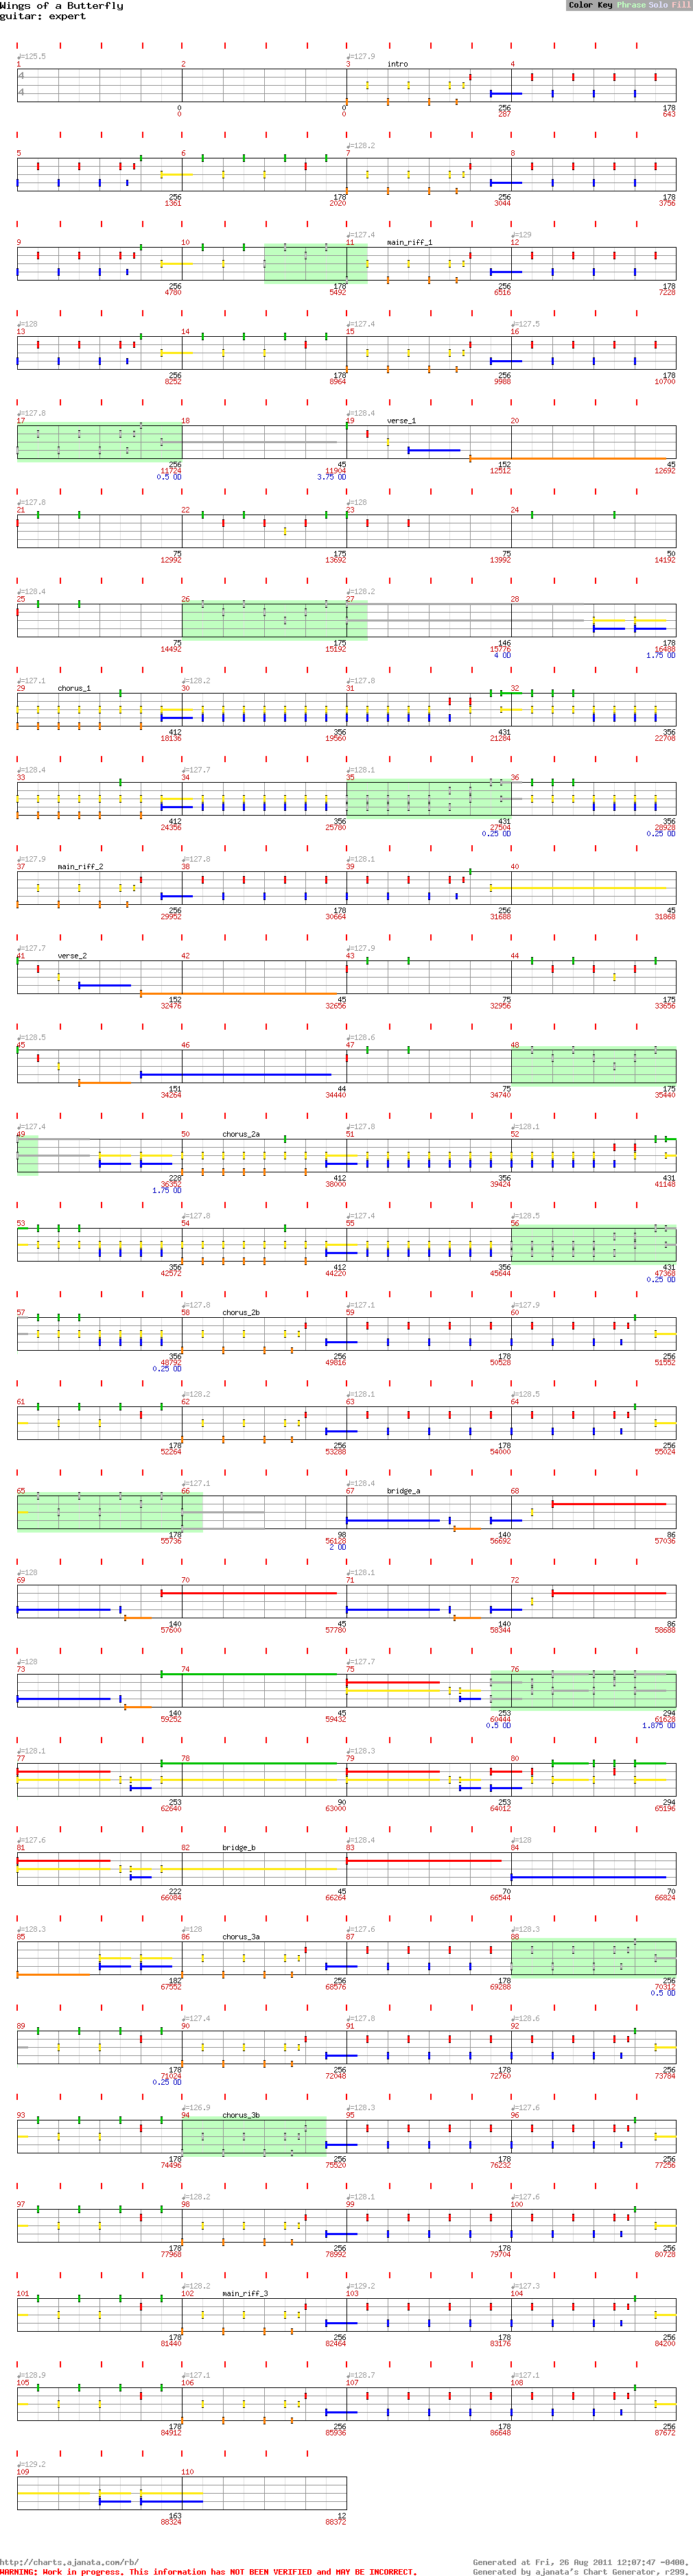 Wings of a Butterfly
Color Key Phrase Solo Fill
guitar: expert
♩=125.5 ♩=127.9
1 2 3 intro 4
4
4
0 0 256 178
0 0 287 643
♩=128.2
5 6 7 8
256 178 256 178
1361 2020 3044 3756
♩=127.4 ♩=129
9 10 11 main_riff_1 12
256 178 256 178
4780 5492 6516 7228
♩=128 ♩=127.4 ♩=127.5
13 14 15 16
256 178 256 178
8252 8964 9988 10700
♩=127.8 ♩=128.4
17 18 19 verse_1 20
256 45 152 45
11724 11904 12512 12692
0.5 OD 3.75 OD
♩=127.8 ♩=128
21 22 23 24
75 175 75 50
12992 13692 13992 14192
♩=128.4 ♩=128.2
25 26 27 28
75 175 146 178
14492 15192 15776 16488
4 OD 1.75 OD
♩=127.1 ♩=128.2 ♩=127.8
29 chorus_1 30 31 32
412 356 431 356
18136 19560 21284 22708
♩=128.4 ♩=127.7 ♩=128.1
33 34 35 36
412 356 431 356
24356 25780 27504 28928
0.25 OD 0.25 OD
♩=127.9 ♩=127.8 ♩=128.1
37 main_riff_2 38 39 40
256 178 256 45
29952 30664 31688 31868
♩=127.7 ♩=127.9
41 verse_2 42 43 44
152 45 75 175
32476 32656 32956 33656
♩=128.5 ♩=128.6
45 46 47 48
151 44 75 175
34264 34440 34740 35440
♩=127.4 ♩=127.8 ♩=128.1
49 50 chorus_2a 51 52
228 412 356 431
36352 38000 39424 41148
1.75 OD
♩=127.8 ♩=127.4 ♩=128.5
53 54 55 56
356 412 356 431
42572 44220 45644 47368
0.25 OD
♩=127.8 ♩=127.1 ♩=127.9
57 58 chorus_2b 59 60
356 256 178 256
48792 49816 50528 51552
0.25 OD
♩=128.2 ♩=128.1 ♩=128.5
61 62 63 64
178 256 178 256
52264 53288 54000 55024
♩=127.1 ♩=128.4
65 66 67 bridge_a 68
178 98 140 86
55736 56128 56692 57036
2 OD
♩=128 ♩=128.1
69 70 71 72
140 45 140 86
57600 57780 58344 58688
♩=128 ♩=127.7
73 74 75 76
140 45 253 294
59252 59432 60444 61628
0.5 OD 1.875 OD
♩=128.1 ♩=128.3
77 78 79 80
253 90 253 294
62640 63000 64012 65196
♩=127.6 ♩=128.4 ♩=128
81 82 bridge_b 83 84
222 45 70 70
66084 66264 66544 66824
♩=128.3 ♩=128 ♩=127.6 ♩=128.3
85 86 chorus_3a 87 88
182 256 178 256
67552 68576 69288 70312
0.5 OD
♩=127.4 ♩=127.8 ♩=128.6
89 90 91 92
178 256 178 256
71024 72048 72760 73784
0.25 OD
♩=126.9 ♩=128.3 ♩=127.6
93 94 chorus_3b 95 96
178 256 178 256
74496 75520 76232 77256
♩=128.2 ♩=128.1 ♩=127.6
97 98 99 100
178 256 178 256
77968 78992 79704 80728
♩=128.2 ♩=129.2 ♩=127.3
101 102 main_riff_3 103 104
178 256 178 256
81440 82464 83176 84200
♩=128.9 ♩=127.1 ♩=128.7 ♩=127.1
105 106 107 108
178 256 178 256
84912 85936 86648 87672
♩=129.2
109 110
163 12
88324 88372
http://charts.ajanata.com/rb/
Generated at Fri, 26 Aug 2011 12:07:47 -0400.
WARNING: Work in progress. This information has NOT BEEN VERIFIED and MAY BE INCORRECT.
Generated by ajanata's Chart Generator, r299.